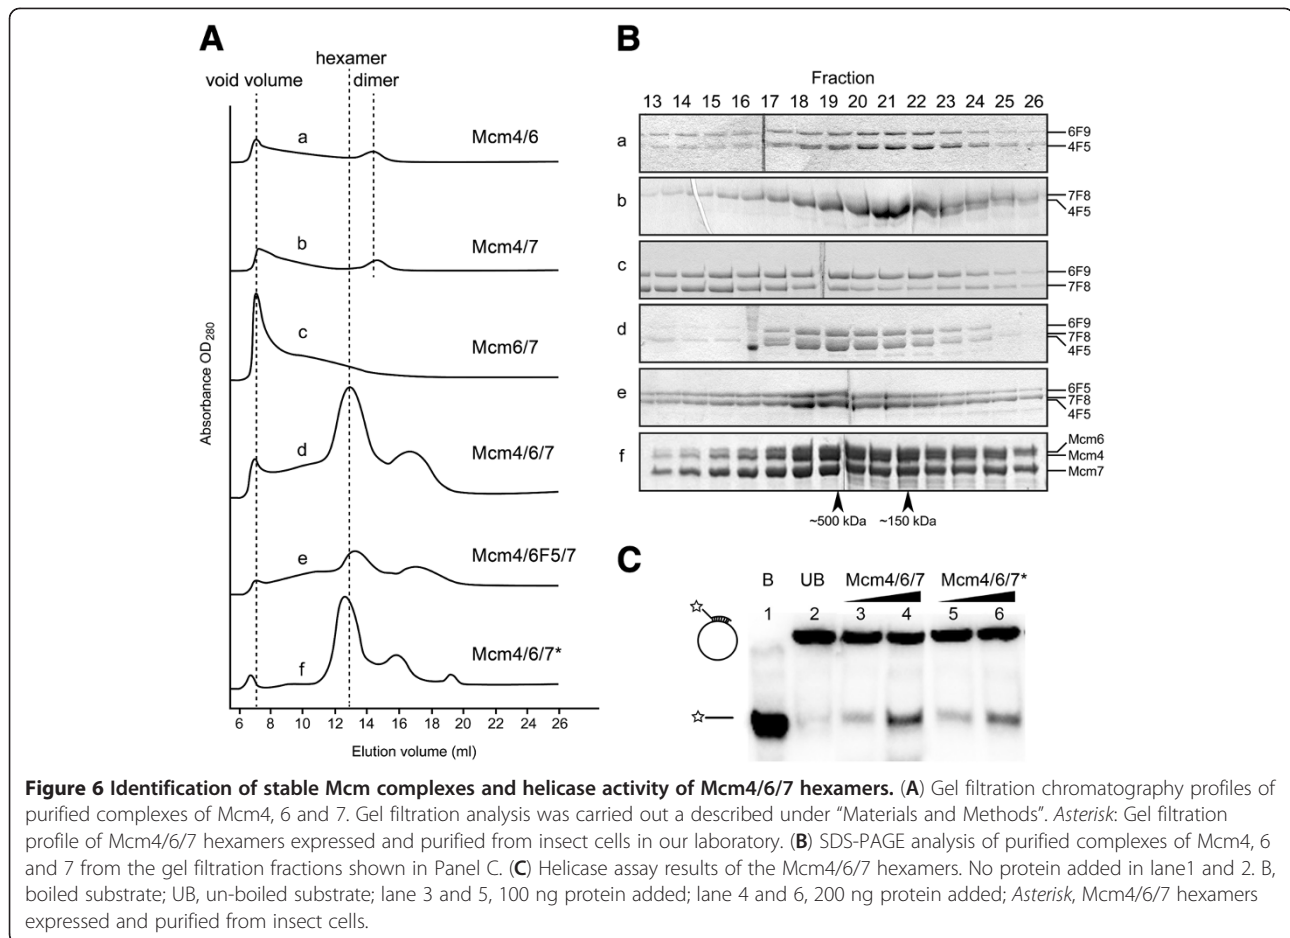 A
hexamer
void volume
dimer
a
Mcm4/6
b
Mcm4/7
c
Mcm6/7
d
Mcm4/6/7
e
Mcm4/6F5/7
f
Mcm4/6/7*
Absorbance OD280
6 7 8 10 12 13 14 16 18 20 22 24 26
Elution volume (ml)
B
Fraction
13 14 15 16 17 18 19 20 21 22 23 24 25 26
a
6F9
4F5
b
7F8
4F5
c
6F9
7F8
d
6F9
7F8
4F5
e
6F5
7F8
4F5
f
Mcm6
Mcm4
Mcm7
~500 kDa ~150 kDa
C
B UB Mcm4/6/7 Mcm4/6/7*
1 2 3 4 5 6
Figure 6 Identification of stable Mcm complexes and helicase activity of Mcm4/6/7 hexamers. (A) Gel filtration chromatography profiles of
purified complexes of Mcm4, 6 and 7. Gel filtration analysis was carried out a described under “Materials and Methods”. Asterisk: Gel filtration
profile of Mcm4/6/7 hexamers expressed and purified from insect cells in our laboratory. (B) SDS-PAGE analysis of purified complexes of Mcm4, 6
and 7 from the gel filtration fractions shown in Panel C. (C) Helicase assay results of the Mcm4/6/7 hexamers. No protein added in lane1 and 2. B,
boiled substrate; UB, un-boiled substrate; lane 3 and 5, 100 ng protein added; lane 4 and 6, 200 ng protein added; Asterisk, Mcm4/6/7 hexamers
expressed and purified from insect cells.